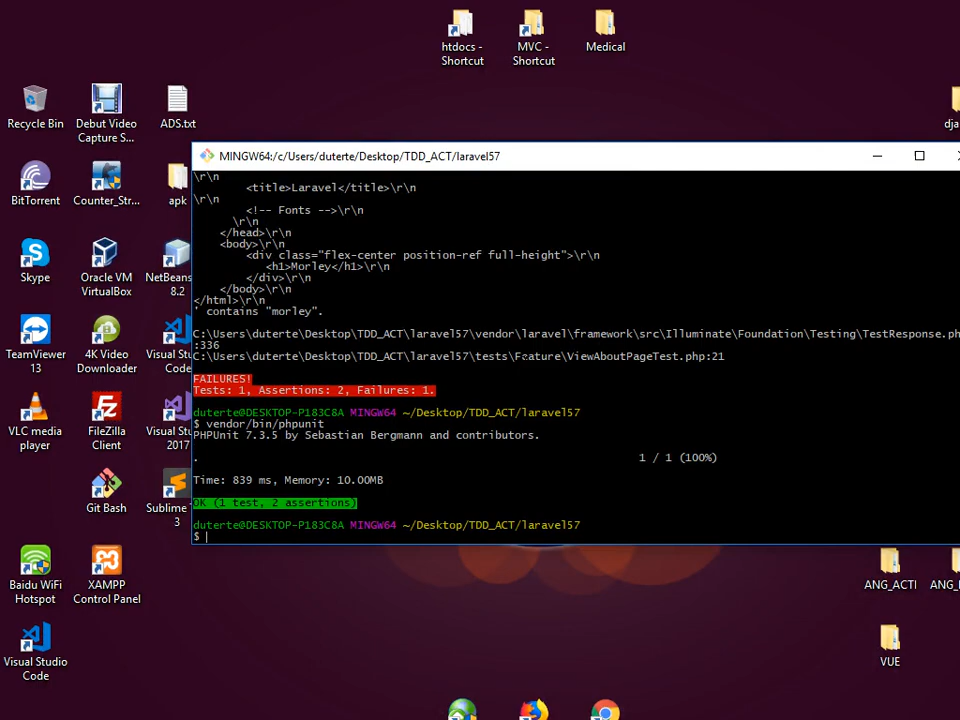 htdocs -
Shortcut
MVC -
Shortcut
Medical
Recycle Bin
Debut Video
Capture S...
ADS.txt
BitTorrent
Counter_Str...
apk
Skype
Oracle VM
VirtualBox
NetBeans
8.2
TeamViewer
13
4K Video
Downloader
Visual Stu
Code
VLC media
player
FileZilla
Client
Visual Stu
2017
Git Bash
Sublime
3
Baidu WiFi
Hotspot
XAMPP
Control Panel
Visual Studio
Code
MINGW64:/c/Users/duterte/Desktop/TDD_ACT/laravel57
\r\n
<title>Laravel</title>\r\n
\r\n
<!-- Fonts -->\r\n
\r\n
</head>\r\n
<body>\r\n
<div class="flex-center position-ref full-height">\r\n
<h1>Morley</h1>\r\n
</div>\r\n
</body>\r\n
</html>\r\n
' contains "morley".
C:\Users\duterte\Desktop\TDD_ACT\laravel57\vendor\laravel\framework\src\Illuminate\Foundation\Testing\TestResponse.ph
:336
C:\Users\duterte\Desktop\TDD_ACT\laravel57\tests\Feature\ViewAboutPageTest.php:21
FAILURES!
Tests: 1, Assertions: 2, Failures: 1.
duterte@DESKTOP-P183C8A MINGW64 ~/Desktop/TDD_ACT/laravel57
$ vendor/bin/phpunit
PHPUnit 7.3.5 by Sebastian Bergmann and contributors.
. 1 / 1 (100%)
Time: 839 ms, Memory: 10.00MB
OK (1 test, 2 assertions)
duterte@DESKTOP-P183C8A MINGW64 ~/Desktop/TDD_ACT/laravel57
$
dja
ANG_ACTI
ANG_
VUE